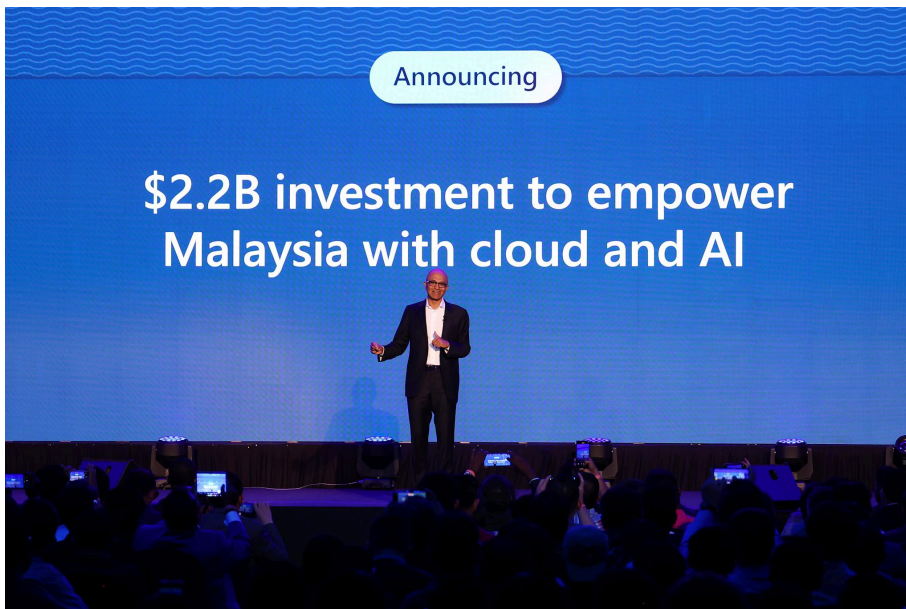 Announcing
$2.2B investment to empower
Malaysia with cloud and AI